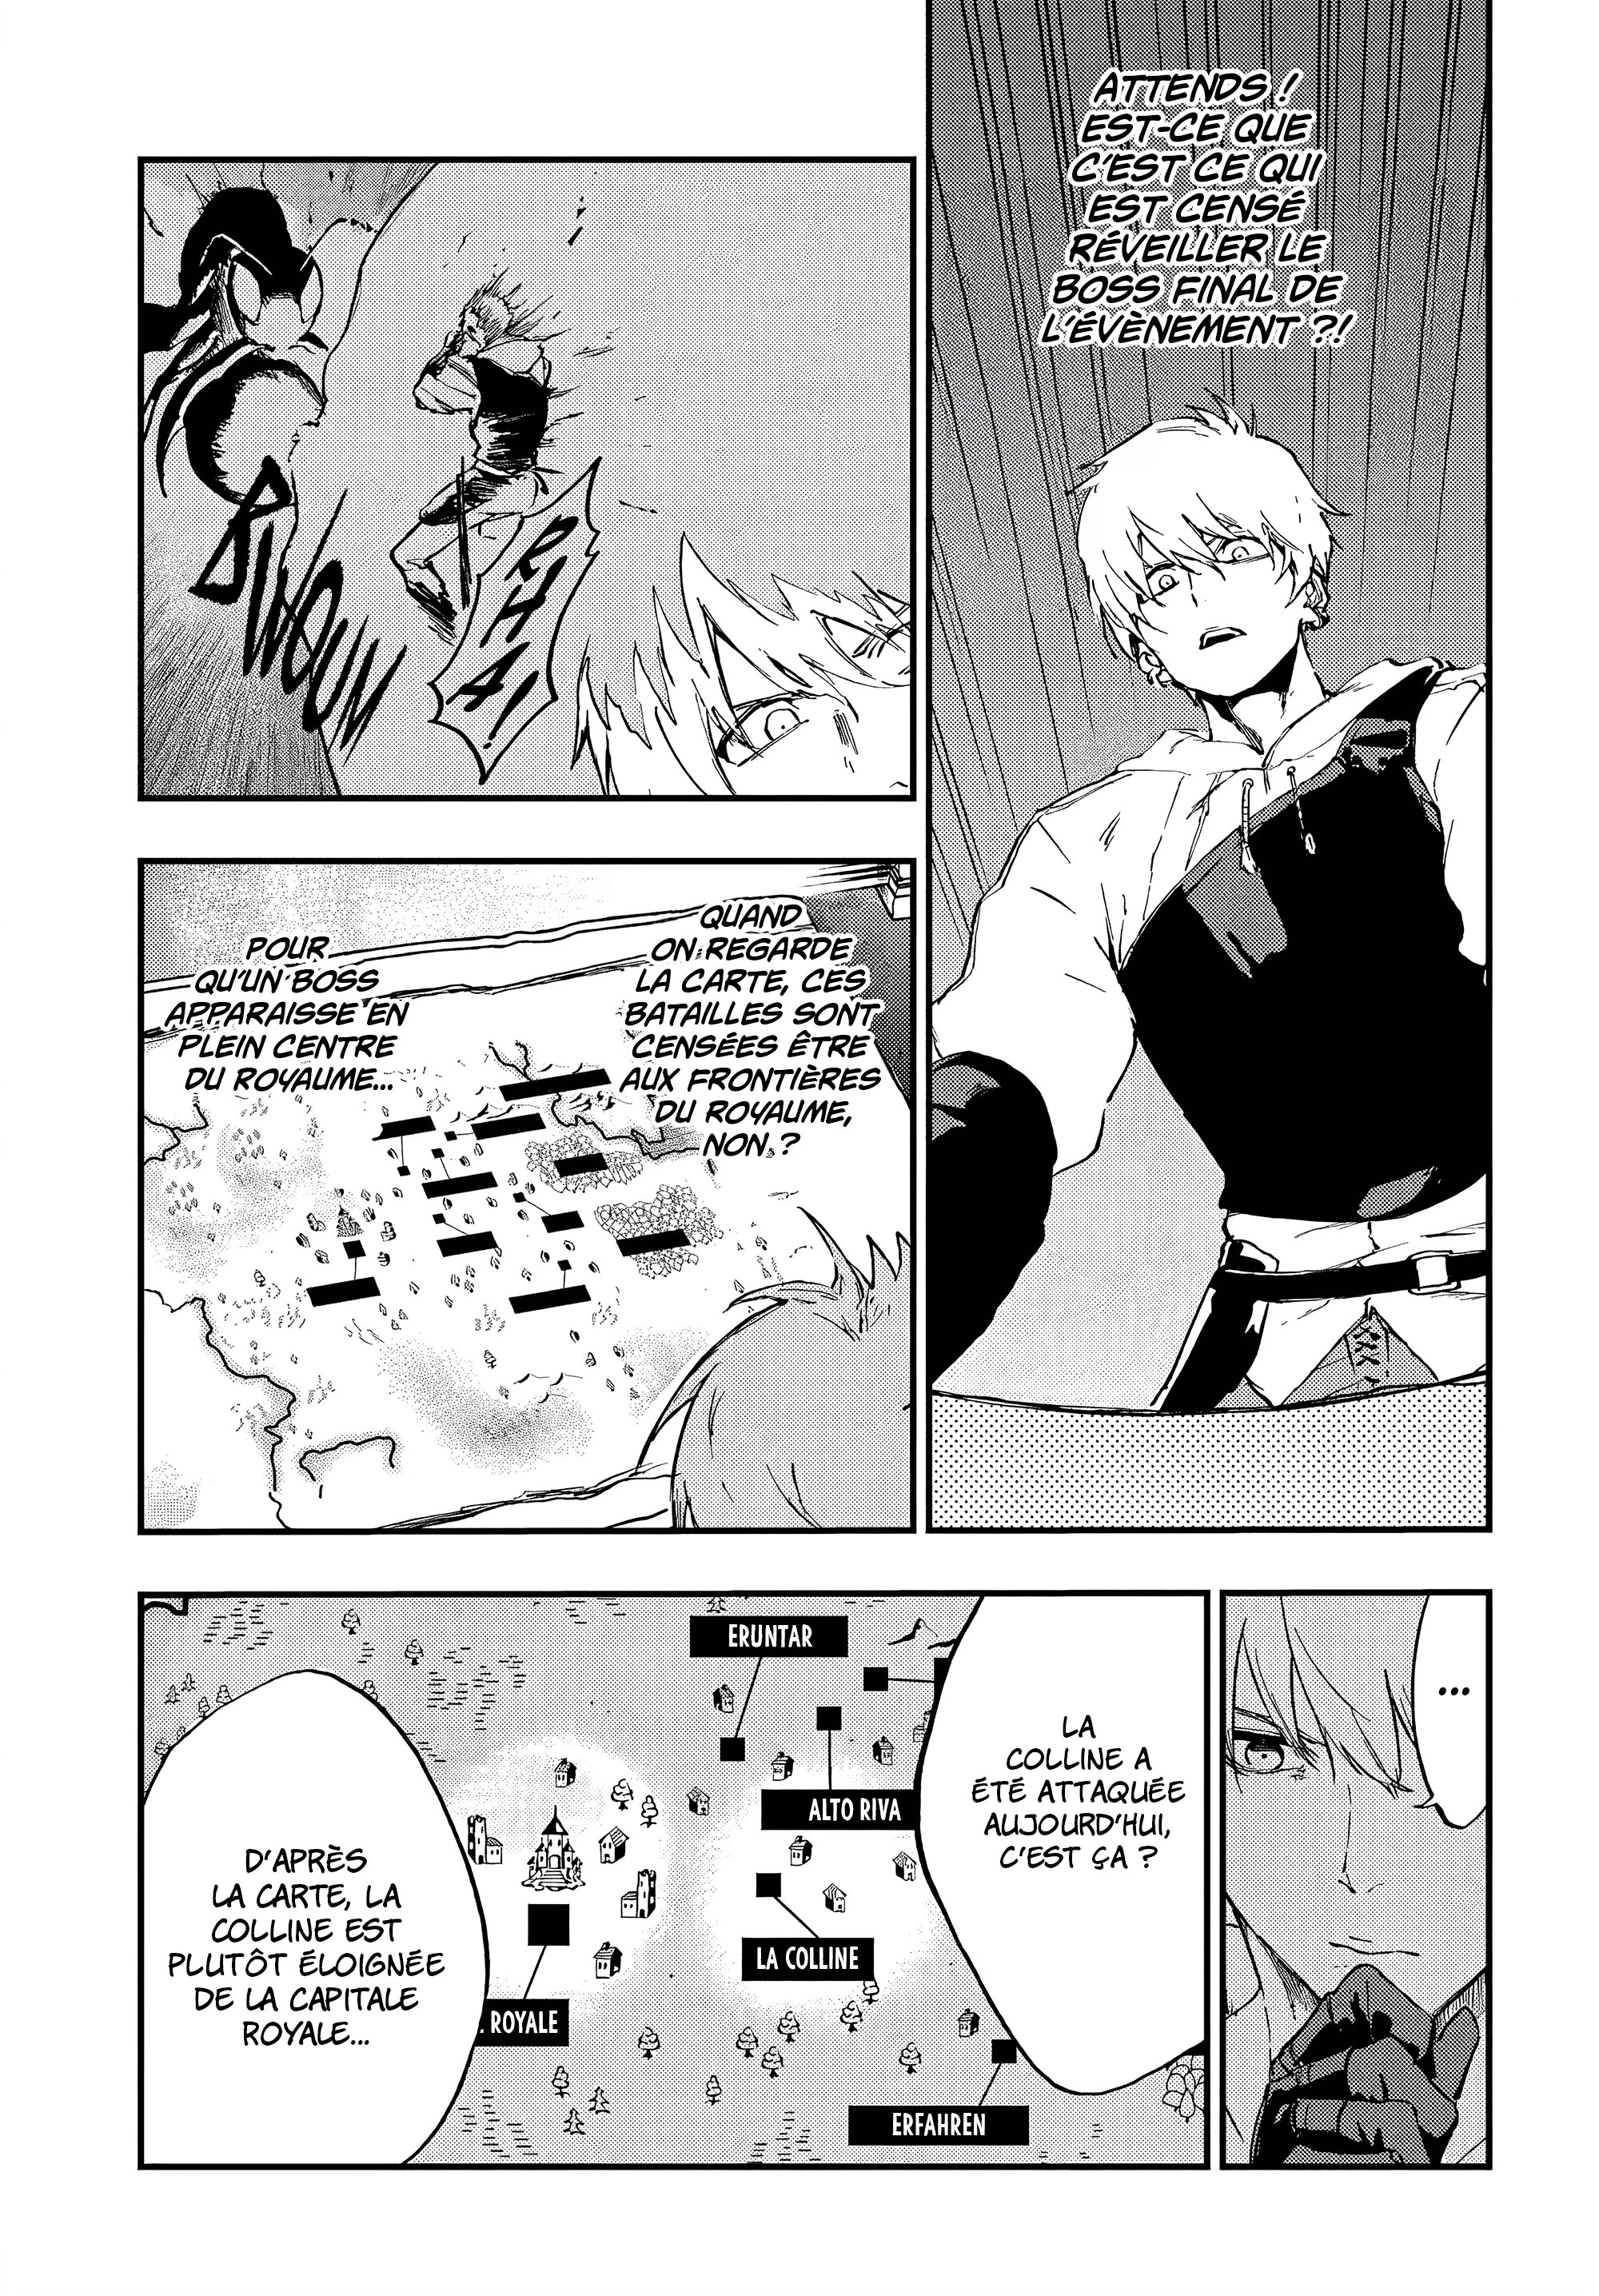 ATTENDS !
EST-CE QUE
C'EST CE QUI
EST CENSÉ
RÉVEILLER LE
BOSS FINAL DE
L'ÉVÈNEMENT ?!
RHAA!
QUAND
ON REGARDE
LA CARTE, CES
BATAILLES SONT
CENSÉES ÊTRE
AUX FRONTIÈRES
DU ROYAUME,
NON ?
POUR
QU'UN BOSS
APPARAISSE EN
PLEIN CENTRE
DU ROYAUME...
...
LA
COLLINE A
ÉTÉ ATTAQUÉE
AUJOURD'HUI,
C'EST ÇA ?
ERUNTAR
ALTO RIVA
LA COLLINE
. ROYALE
ERFAHREN
D'APRÈS
LA CARTE, LA
COLLINE EST
PLUTÔT ÉLOIGNÉE
DE LA CAPITALE
ROYALE...